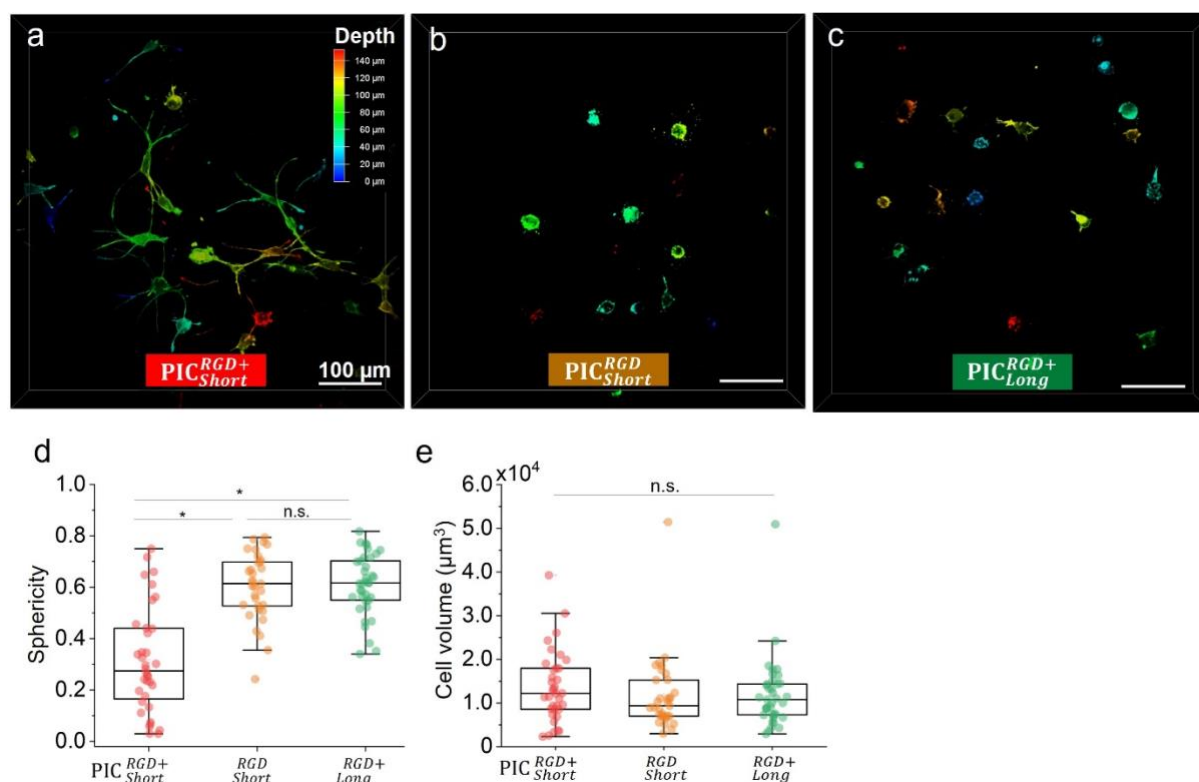 a
Depth
140 µm
120 µm
100 µm
80 µm
60 µm
40 µm
20 µm
0 µm
PIC RGD+ Short
100 µm
b
PIC RGD Short
c
PIC RGD+ Long
d
Sphericity
1.0
0.8
0.6
0.4
0.2
0.0
*
*
n.s.
PIC RGD+ Short
RGD Short
RGD+ Long
e
×10⁴
Cell volume (µm³)
6.0
5.0
4.0
3.0
2.0
1.0
0
n.s.
PIC RGD+ Short
RGD Short
RGD+ Long